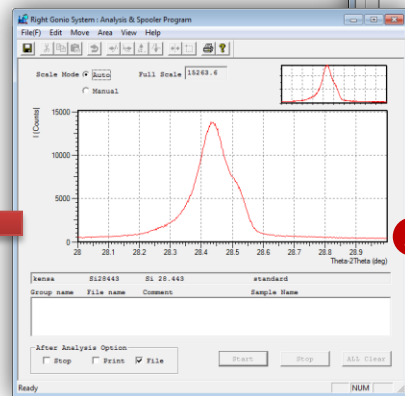 Right Gonio System : Analysis & Spooler Program
File(F) Edit Move Area View Help
Scale Mode Auto Full Scale 15263.6
Manual
I (Counts)
15000
10000
5000
0
28 28.1 28.2 28.3 28.4 28.5 28.6 28.7 28.8 28.9
Theta-2Theta (deg)
kensa Si28443 Si 28.443 standard
Group name File name Comment Sample Name
After Analysis Option
Stop Print File Start Stop ALL Clear
Ready NUM